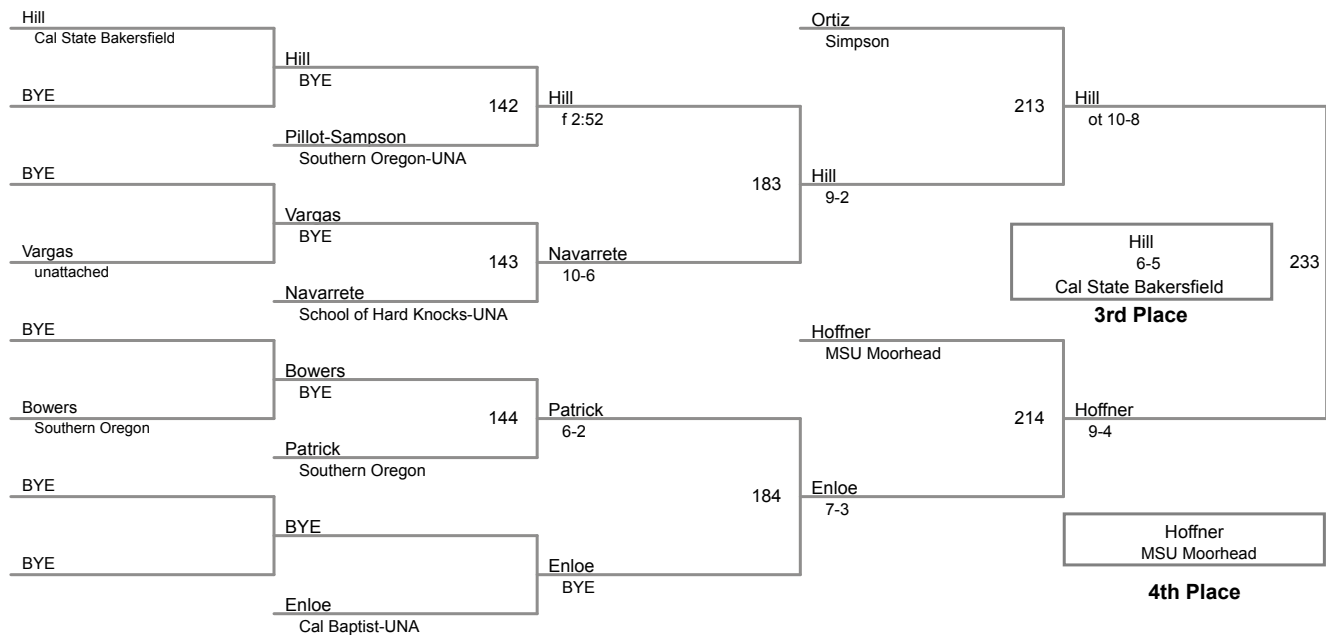 Hill
Cal State Bakersfield
BYE
BYE
Vargas
unattached
BYE
Bowers
Southern Oregon
BYE
BYE
Hill
BYE
Pillot-Sampson
Southern Oregon-UNA
142
Vargas
BYE
Navarrete
School of Hard Knocks-UNA
143
Bowers
BYE
Patrick
Southern Oregon
144
BYE
Enloe
Cal Baptist-UNA
Hill
f 2:52
Navarrete
10-6
183
Patrick
6-2
Enloe
BYE
184
Ortiz
Simpson
Hill
9-2
213
Hoffner
MSU Moorhead
Enloe
7-3
214
Hill
ot 10-8
Hoffner
9-4
233
Hill
6-5
Cal State Bakersfield
3rd Place
Hoffner
MSU Moorhead
4th Place